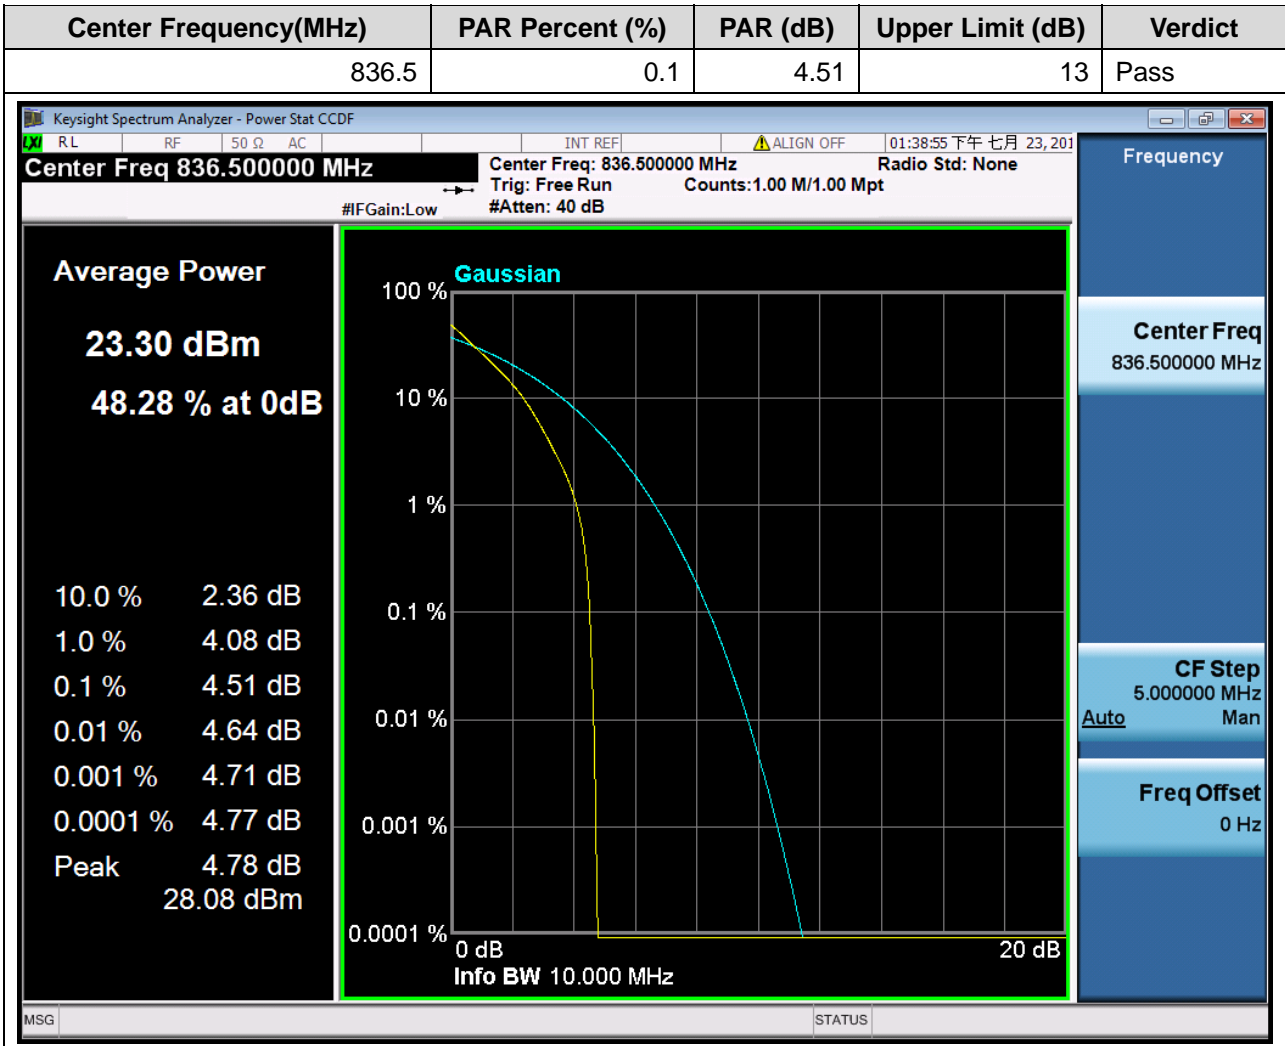 Center Frequency(MHz) PAR Percent (%) PAR (dB) Upper Limit (dB) Verdict
836.5 0.1 4.51 13 Pass
Keysight Spectrum Analyzer - Power Stat CCDF
LXI RL RF 50 Ω AC INT REF ALIGN OFF 01:38:55 下午 七月 23, 201
Center Freq 836.500000 MHz
Center Freq: 836.500000 MHz Radio Std: None
Trig: Free Run Counts:1.00 M/1.00 Mpt
#IFGain:Low #Atten: 40 dB
Average Power
23.30 dBm
48.28 % at 0dB
10.0 % 2.36 dB
1.0 % 4.08 dB
0.1 % 4.51 dB
0.01 % 4.64 dB
0.001 % 4.71 dB
0.0001 % 4.77 dB
Peak 4.78 dB
28.08 dBm
Gaussian
100 %
10 %
1 %
0.1 %
0.01 %
0.001 %
0.0001 %
0 dB 20 dB
Info BW 10.000 MHz
Frequency
Center Freq
836.500000 MHz
CF Step
5.000000 MHz
Auto Man
Freq Offset
0 Hz
MSG STATUS